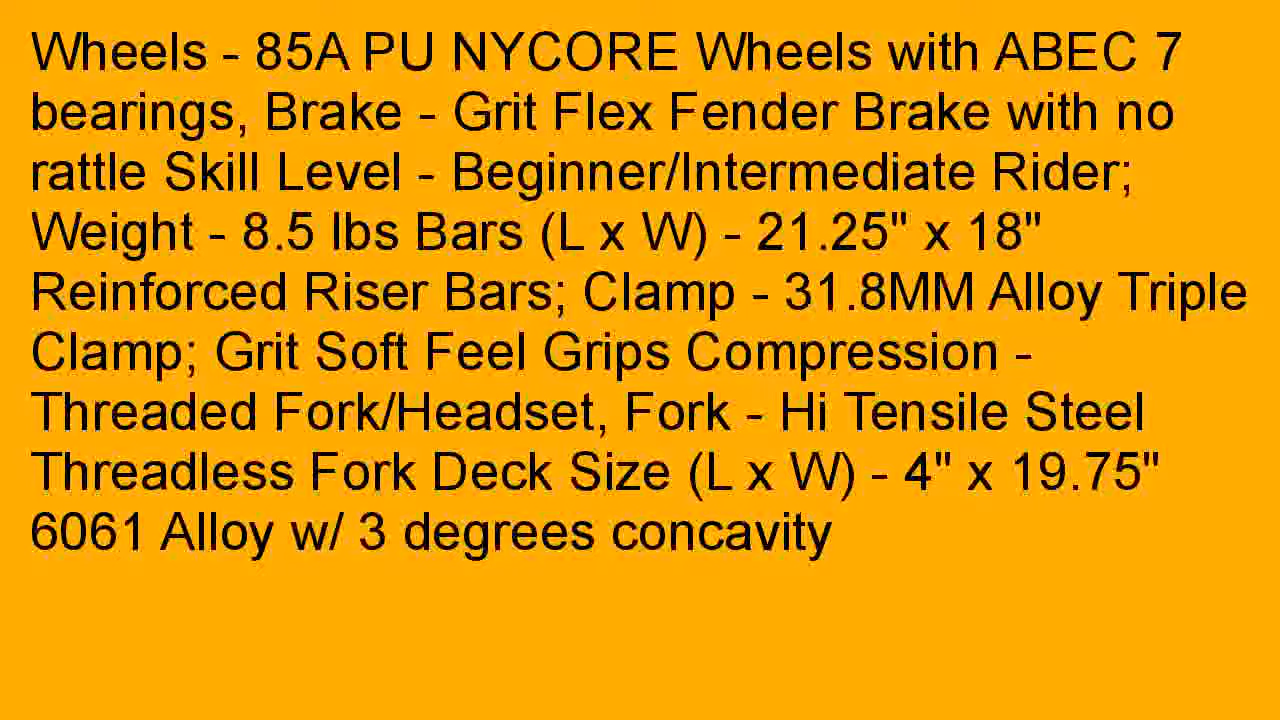 Wheels - 85A PU NYCORE Wheels with ABEC 7
bearings, Brake - Grit Flex Fender Brake with no
rattle Skill Level - Beginner/Intermediate Rider;
Weight - 8.5 lbs Bars (L x W) - 21.25" x 18"
Reinforced Riser Bars; Clamp - 31.8MM Alloy Triple
Clamp; Grit Soft Feel Grips Compression -
Threaded Fork/Headset, Fork - Hi Tensile Steel
Threadless Fork Deck Size (L x W) - 4" x 19.75"
6061 Alloy w/ 3 degrees concavity